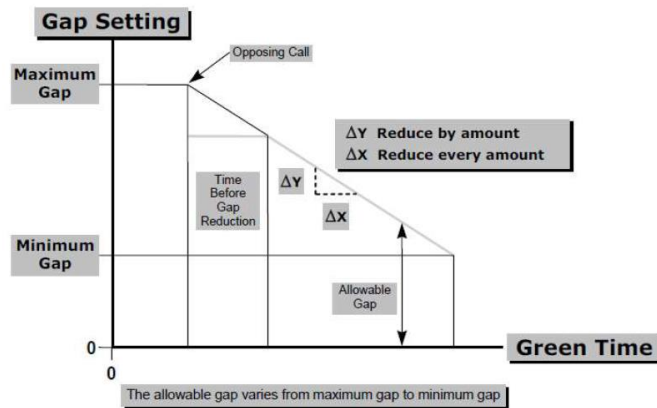 Gap Setting
Opposing Call
Maximum
Gap
ΔY Reduce by amount
ΔX Reduce every amount
Time
Before
Gap
Reduction
ΔY
ΔX
Minimum
Gap
Allowable
Gap
0
Green Time
0
The allowable gap varies from maximum gap to minimum gap